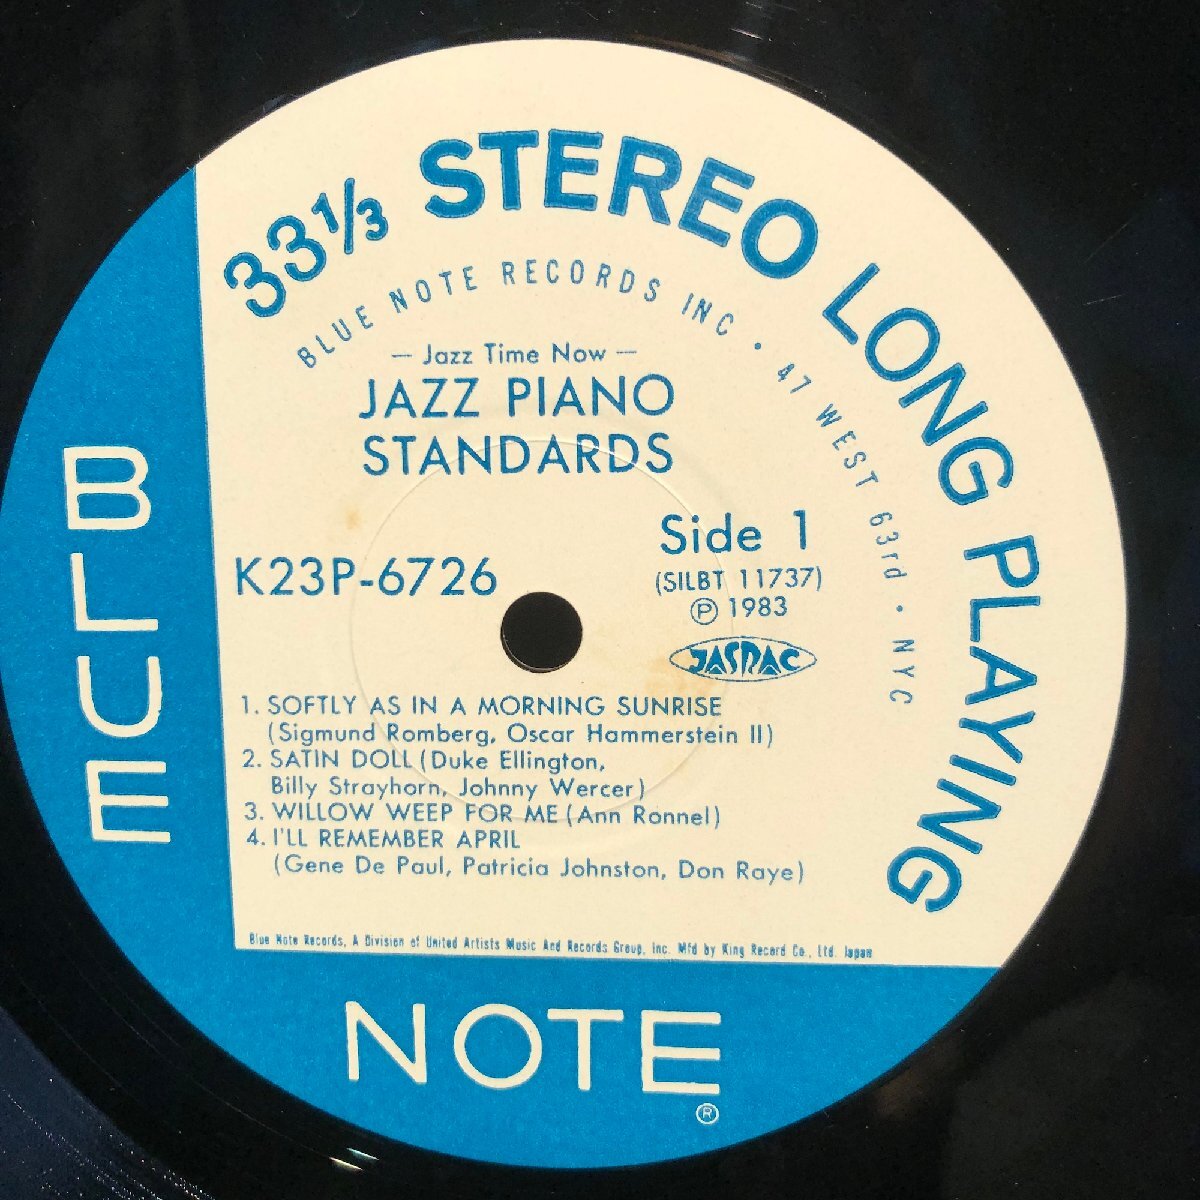 33⅓ STEREO LONG PLAYING
BLUE NOTE RECORDS INC • 47 WEST 63rd • NYC
— Jazz Time Now —
JAZZ PIANO
STANDARDS
Side 1
K23P-6726
(SILBT 11737)
Ⓟ 1983
JASRAC
1. SOFTLY AS IN A MORNING SUNRISE
(Sigmund Romberg, Oscar Hammerstein II)
2. SATIN DOLL (Duke Ellington,
Billy Strayhorn, Johnny Wercer)
3. WILLOW WEEP FOR ME (Ann Ronnel)
4. I'LL REMEMBER APRIL
(Gene De Paul, Patricia Johnston, Don Raye)
Blue Note Records, A Division of United Artists Music And Records Group, Inc. Mfd by King Record Co., Ltd. Japan
BLUE
NOTE
®